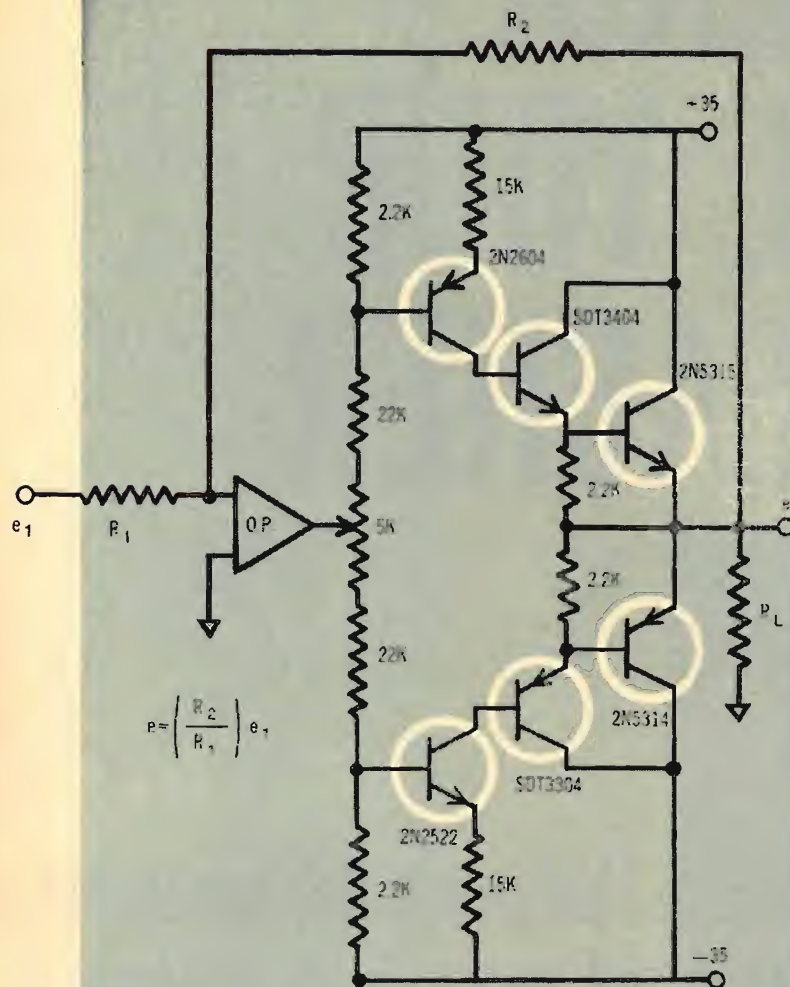 R2
+35
15K
2.2K
2N2604
SDT3404
2N5315
22K
2.2K
e1
R1
OP
5K
e
2.2K
RL
22K
e=(R2/R1) e1
2N5314
SDT3304
2N2522
2.2K
15K
—35